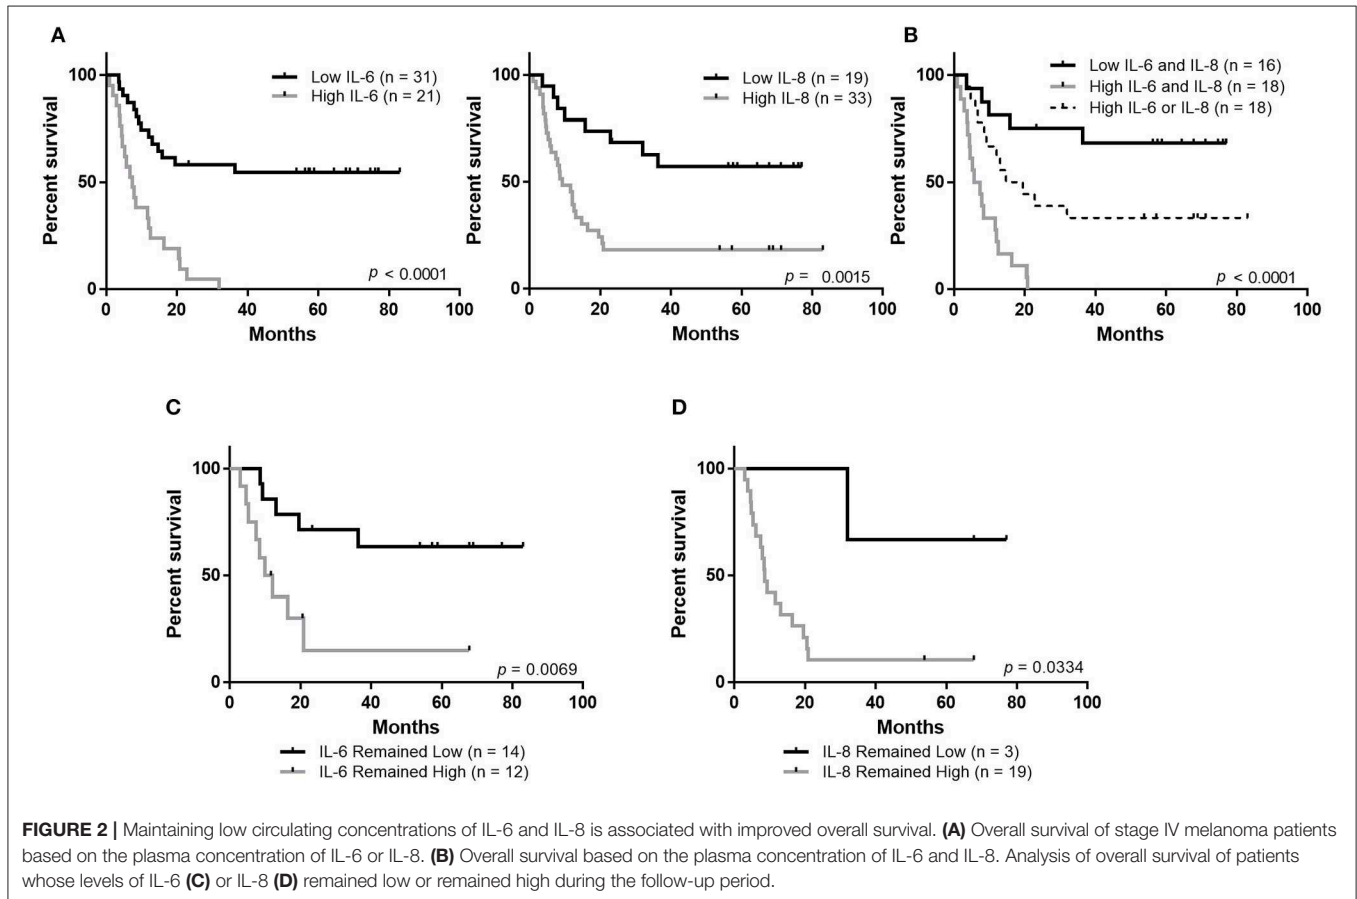 A
B
Percent survival
100
50
0
0 20 40 60 80 100
Months
Low IL-6 (n = 31)
High IL-6 (n = 21)
p < 0.0001
Percent survival
100
50
0
0 20 40 60 80 100
Months
Low IL-8 (n = 19)
High IL-8 (n = 33)
p = 0.0015
Percent survival
100
50
0
0 20 40 60 80 100
Months
Low IL-6 and IL-8 (n = 16)
High IL-6 and IL-8 (n = 18)
High IL-6 or IL-8 (n = 18)
p < 0.0001
C
Percent survival
100
50
0
0 20 40 60 80 100
Months
p = 0.0069
IL-6 Remained Low (n = 14)
IL-6 Remained High (n = 12)
D
Percent survival
100
50
0
0 20 40 60 80 100
Months
p = 0.0334
IL-8 Remained Low (n = 3)
IL-8 Remained High (n = 19)
FIGURE 2 | Maintaining low circulating concentrations of IL-6 and IL-8 is associated with improved overall survival. (A) Overall survival of stage IV melanoma patients
based on the plasma concentration of IL-6 or IL-8. (B) Overall survival based on the plasma concentration of IL-6 and IL-8. Analysis of overall survival of patients
whose levels of IL-6 (C) or IL-8 (D) remained low or remained high during the follow-up period.